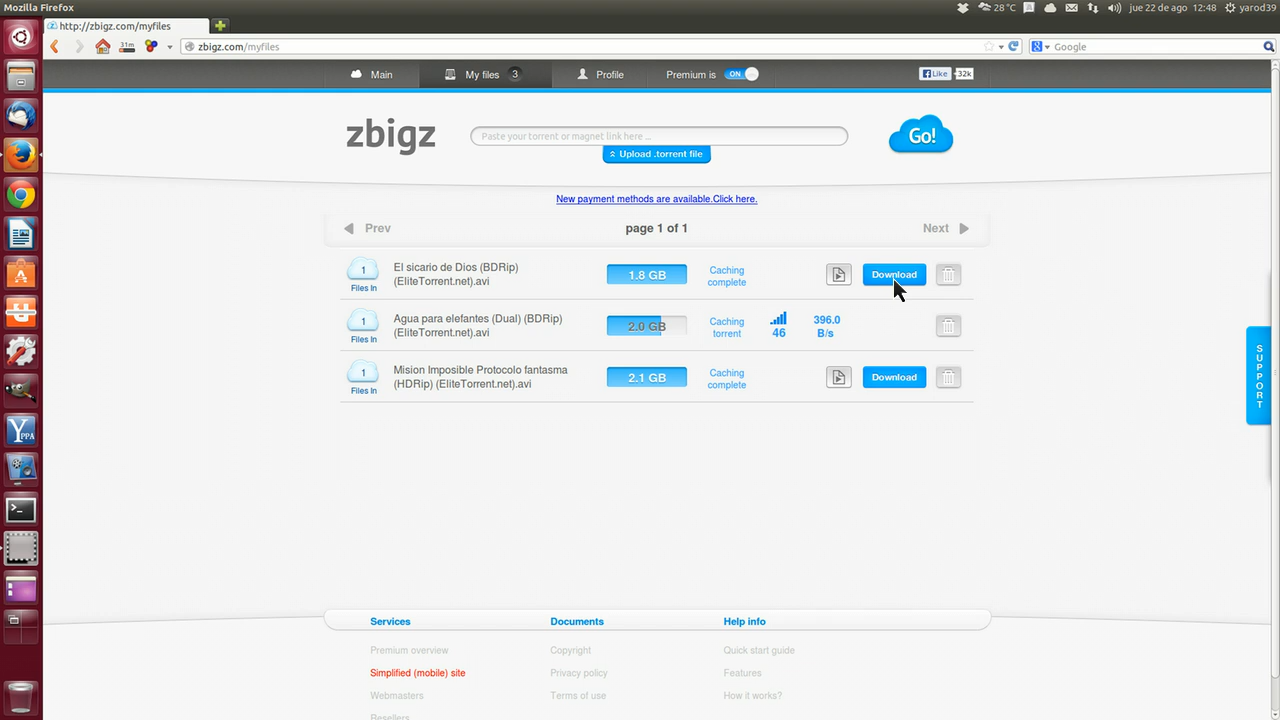 Mozilla Firefox
28°C
A
jue 22 de ago
12:48
yarod39
http://zbigz.com/myfiles
31m
zbigz.com/myfiles
Google
Main
My files 3
Profile
Premium is ON
Like 32k
zbigz
Paste your torrent or magnet link here ...
Go!
Upload .torrent file
New payment methods are available.Click here.
Prev
page 1 of 1
Next
1
Files In
El sicario de Dios (BDRip)
(EliteTorrent.net).avi
1.8 GB
Caching
complete
Download
1
Files In
Agua para elefantes (Dual) (BDRip)
(EliteTorrent.net).avi
2.0 GB
Caching
torrent
46
396.0
B/s
1
Files In
Mision Imposible Protocolo fantasma
(HDRip) (EliteTorrent.net).avi
2.1 GB
Caching
complete
Download
SUPPORT
YPPA
Services
Documents
Help info
Premium overview
Copyright
Quick start guide
Simplified (mobile) site
Privacy policy
Features
Webmasters
Terms of use
How it works?
Resellers